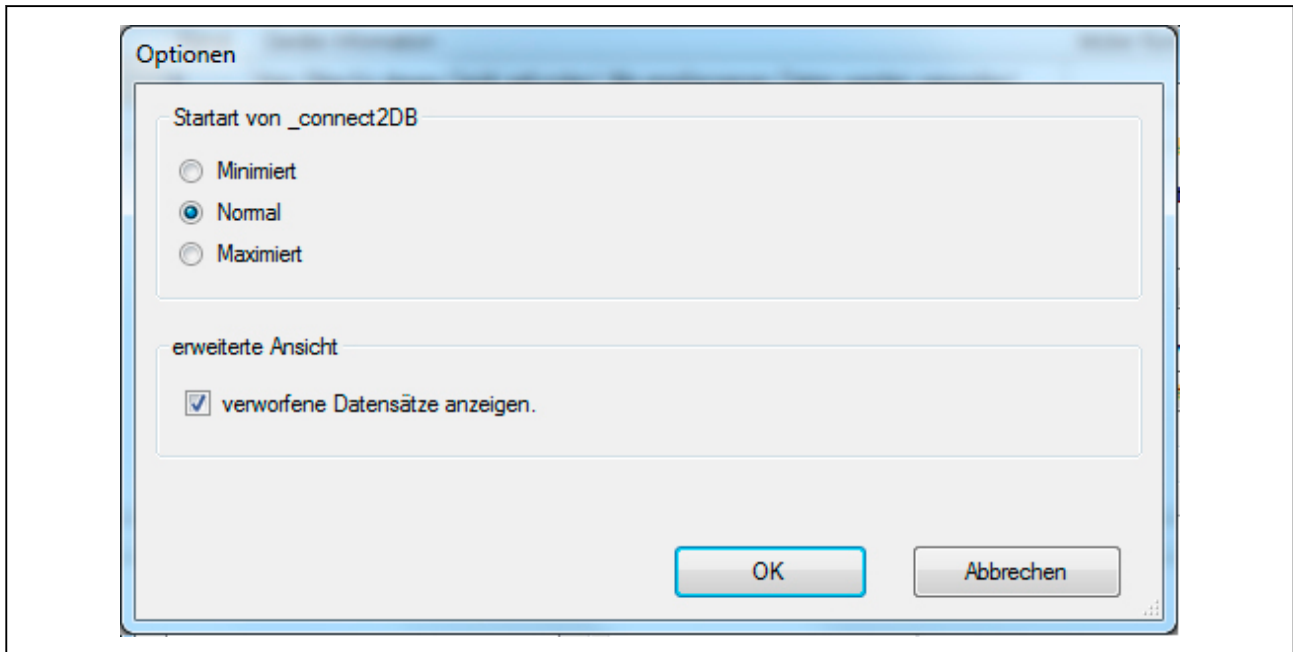 Optionen
Startart von _connect2DB
Minimiert
Normal
Maximiert
erweiterte Ansicht
verworfene Datensätze anzeigen.
OK
Abbrechen